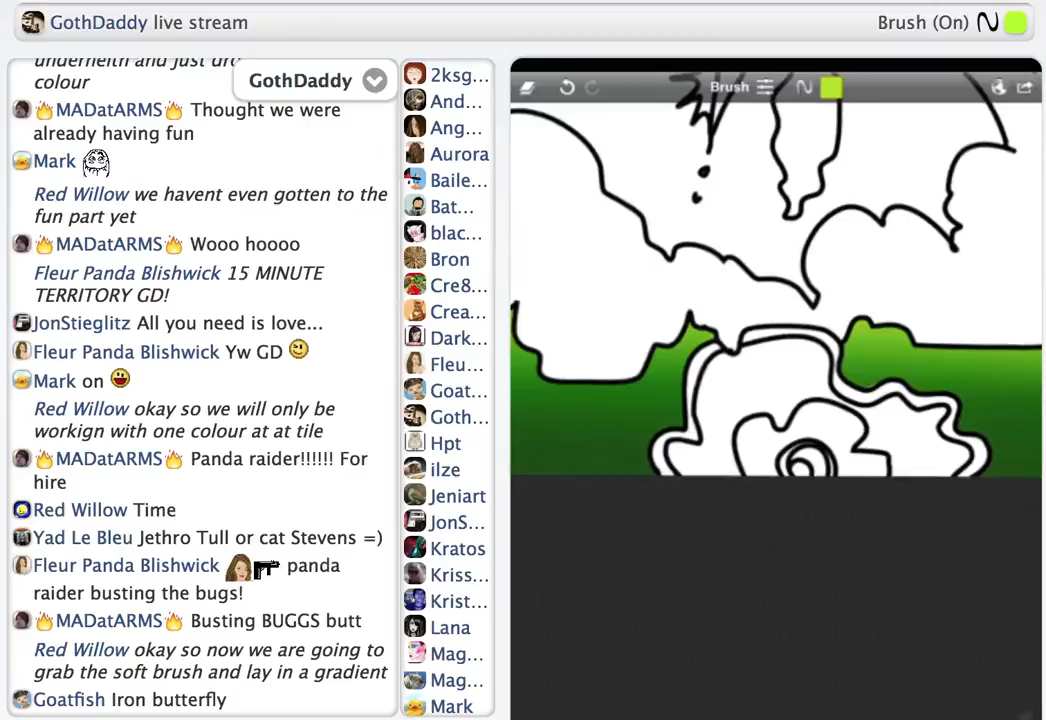 GothDaddy live stream
Brush (On)
colour
GothDaddy
🔥MADatARMS🔥 Thought we were
already having fun
Mark
Red Willow we havent even gotten to the
fun part yet
🔥MADatARMS🔥 Wooo hoooo
Fleur Panda Blishwick 15 MINUTE
TERRITORY GD!
JonStieglitz All you need is love...
Fleur Panda Blishwick Yw GD
Mark on
Red Willow okay so we will only be
workign with one colour at at tile
🔥MADatARMS🔥 Panda raider!!!!!! For
hire
Red Willow Time
Yad Le Bleu Jethro Tull or cat Stevens =)
Fleur Panda Blishwick panda
raider busting the bugs!
🔥MADatARMS🔥 Busting BUGGS butt
Red Willow okay so now we are going to
grab the soft brush and lay in a gradient
Goatfish Iron butterfly
2ksg...
And...
Ang...
Aurora
Baile...
Bat...
blac...
Bron
Cre8...
Crea...
Dark...
Fleu...
Goat...
Goth...
Hpt
ilze
Jeniart
JonS...
Kratos
Kriss...
Krist...
Lana
Mag...
Mag...
Mark
Brush